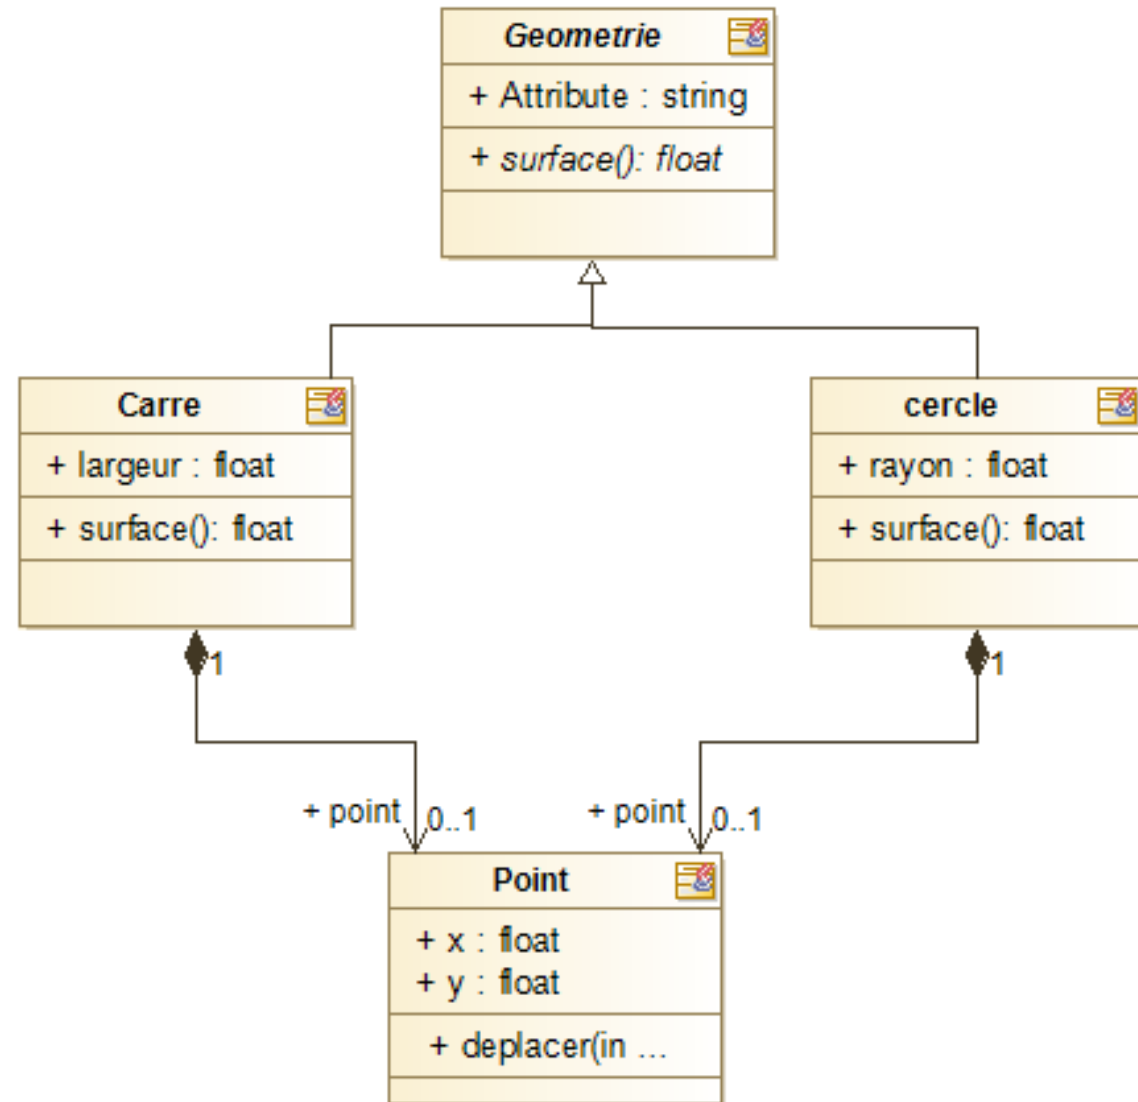 Geometrie
+ Attribute : string
+ surface(): float
Carre
+ largeur : float
+ surface(): float
cercle
+ rayon : float
+ surface(): float
1
1
+ point
0..1
+ point
0..1
Point
+ x : float
+ y : float
+ deplacer(in ...